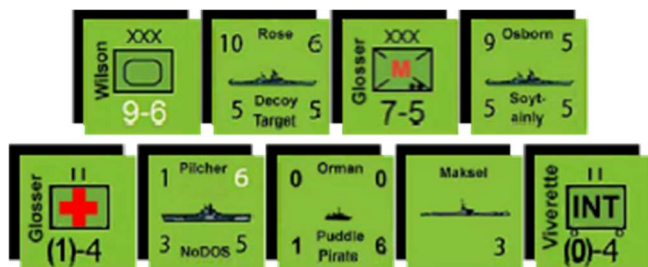 XXX
Wilson
9-6
10 Rose 6
5 Decoy 5
Target
XXX
Glosser
M
7-5
9 Osborn 5
5 Soyt- 5
ainly
II
Glosser
(1)-4
1 Pilcher 6
3 NoDOS 5
0 Orman 0
1 Puddle 6
Pirate
Maksel
3
II
Viverette
INT
(0)-4